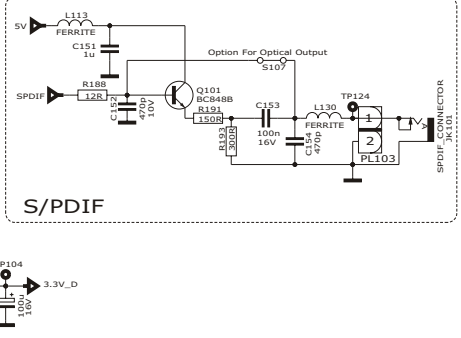 L113
5V
FERRITE
C151
1u
Option For Optical Output
S107
R188
SPDIF
12R
C152
470p
10V
Q101
BC848B
R191
150R
R193
300R
C153
100n
16V
C154
470p
L130
FERRITE
TP124
1
2
PL103
SPDIF_CONNECTOR
JK101
S/PDIF
P104
3.3V_D
+
100u
16V